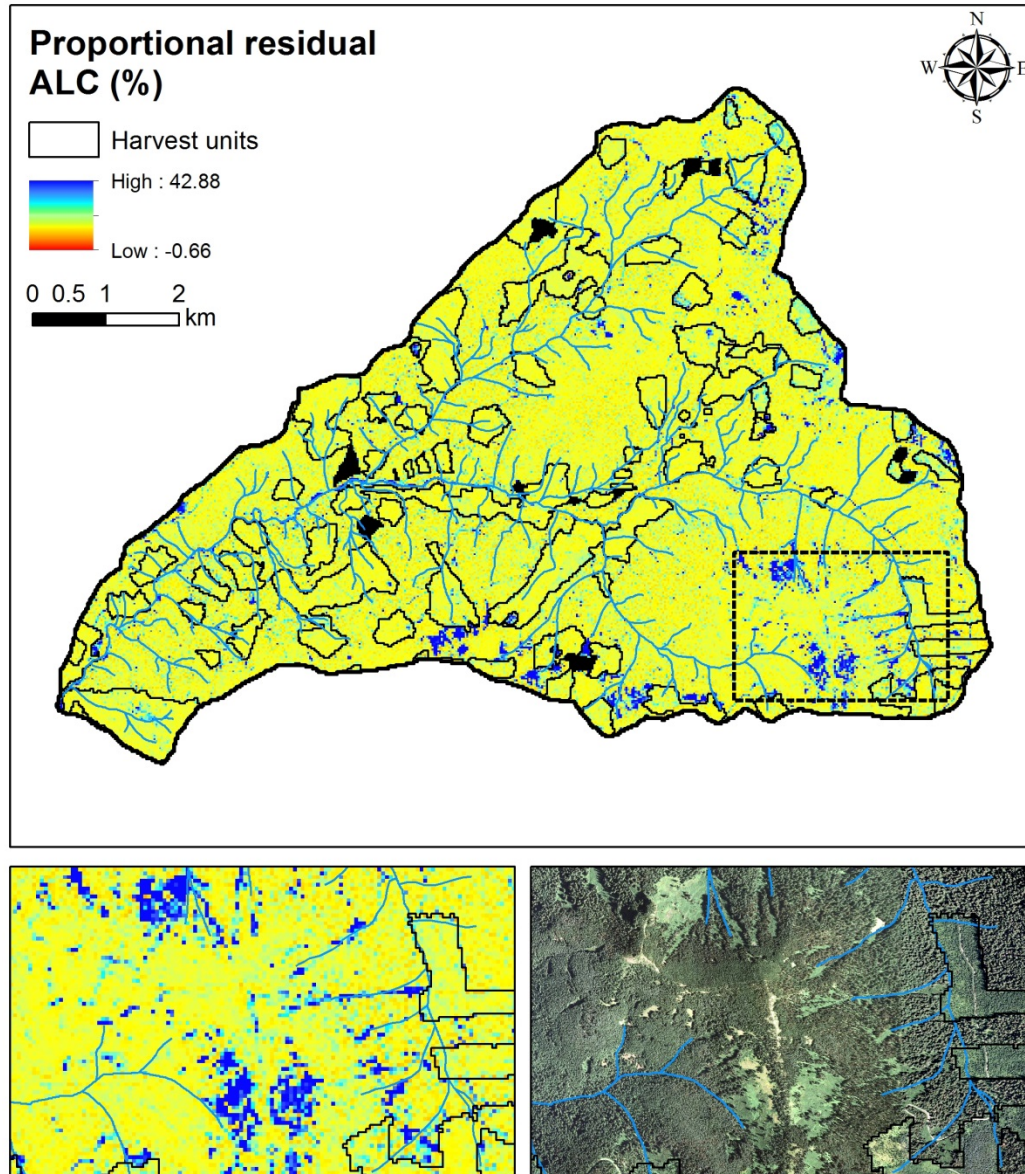 Proportional residual
ALC (%)
Harvest units
High : 42.88
Low : -0.66
0 0.5 1 2
km
N
W E
S